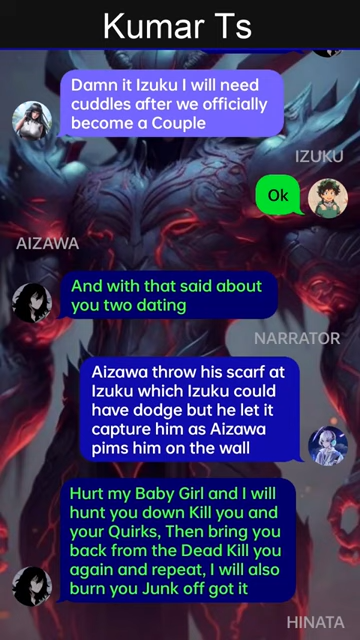 Kumar Ts
Damn it Izuku I will need
cuddles after we officially
become a Couple
IZUKU
Ok
AIZAWA
And with that said about
you two dating
NARRATOR
Aizawa throw his scarf at
Izuku which Izuku could
have dodge but he let it
capture him as Aizawa
pims him on the wall
Hurt my Baby Girl and I will
hunt you down Kill you and
your Quirks, Then bring you
back from the Dead Kill you
again and repeat, I will also
burn you Junk off got it
HINATA